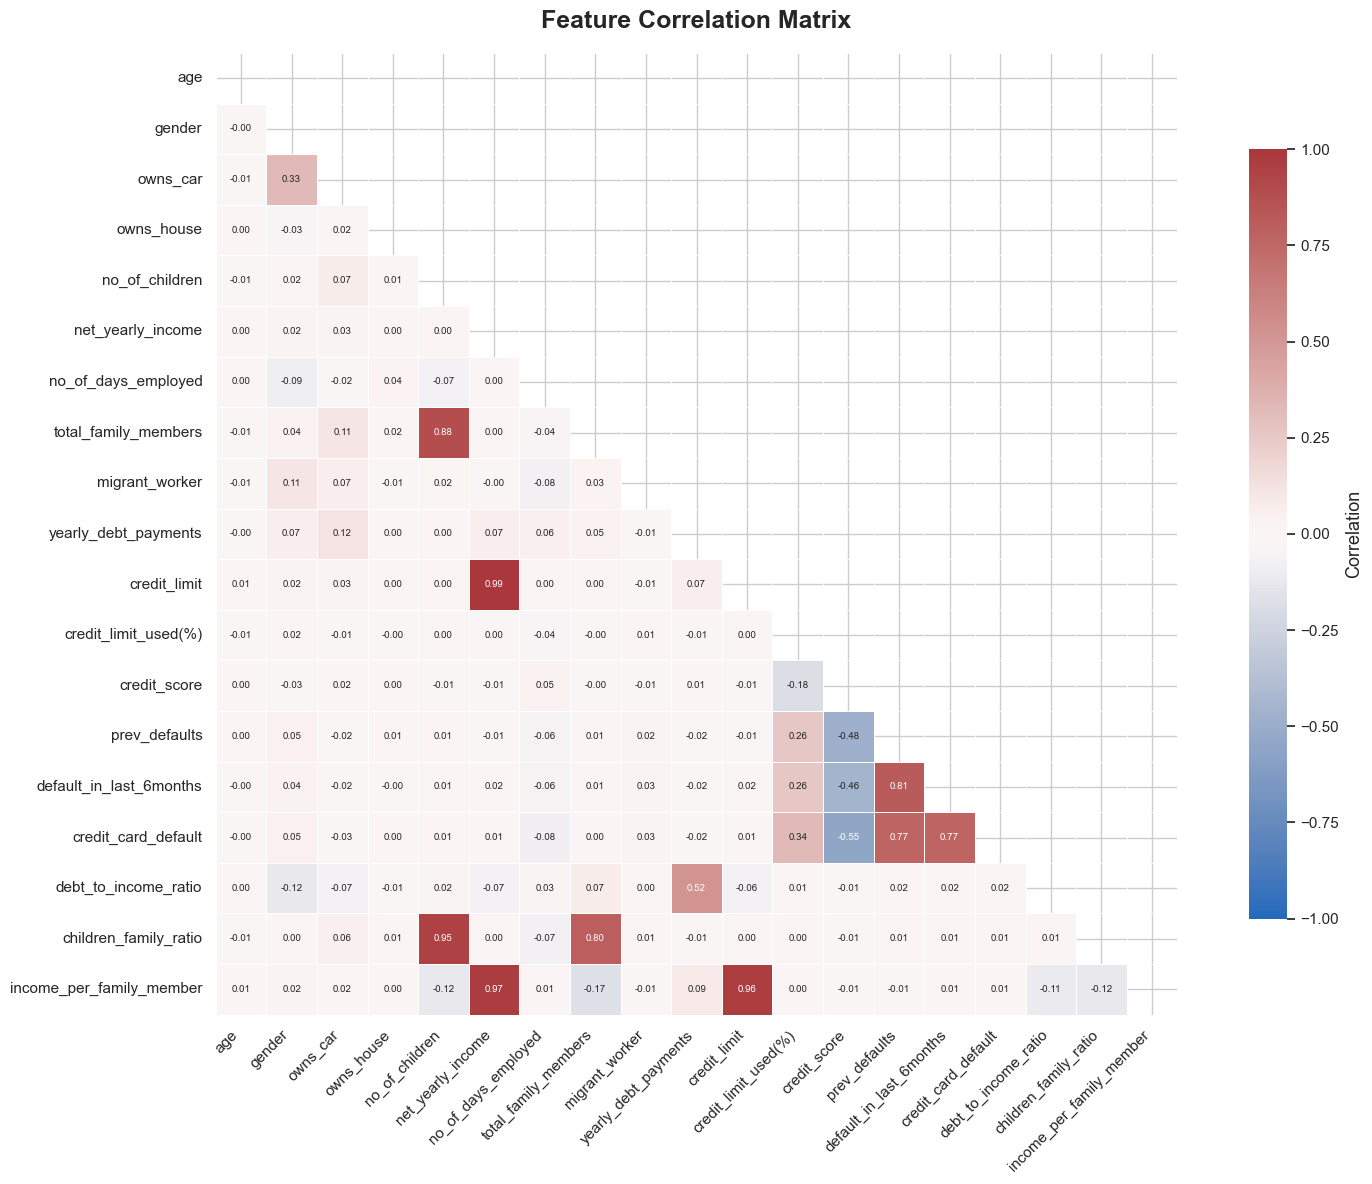 Feature Correlation Matrix
age
gender -0.00
owns_car -0.01 0.33
owns_house 0.00 -0.03 0.02
no_of_children -0.01 0.02 0.07 0.01
net_yearly_income 0.00 0.02 0.03 0.00 0.00
no_of_days_employed 0.00 -0.09 -0.02 0.04 -0.07 0.00
total_family_members -0.01 0.04 0.11 0.02 0.88 0.00 -0.04
migrant_worker -0.01 0.11 0.07 -0.01 0.02 -0.00 -0.08 0.03
yearly_debt_payments -0.00 0.07 0.12 0.00 0.00 0.07 0.06 0.05 -0.01
credit_limit 0.01 0.02 0.03 0.00 0.00 0.99 0.00 0.00 -0.01 0.07
credit_limit_used(%) -0.01 0.02 -0.01 -0.00 0.00 0.00 -0.04 -0.00 0.01 -0.01 0.00
credit_score 0.00 -0.03 0.02 0.00 -0.01 -0.01 0.05 -0.00 -0.01 0.01 -0.01 -0.18
prev_defaults 0.00 0.05 -0.02 0.01 0.01 -0.01 -0.06 0.01 0.02 -0.02 -0.01 0.26 -0.48
default_in_last_6months -0.00 0.04 -0.02 -0.00 0.01 0.02 -0.06 0.01 0.03 -0.02 0.02 0.26 -0.46 0.81
credit_card_default -0.00 0.05 -0.03 0.00 0.01 0.01 -0.08 0.00 0.03 -0.02 0.01 0.34 -0.55 0.77 0.77
debt_to_income_ratio 0.00 -0.12 -0.07 -0.01 0.02 -0.07 0.03 0.07 0.00 0.52 -0.06 0.01 -0.01 0.02 0.02 0.02
children_family_ratio -0.01 0.00 0.06 0.01 0.95 0.00 -0.07 0.80 0.01 -0.01 0.00 0.00 -0.01 0.01 0.01 0.01 0.01
income_per_family_member 0.01 0.02 0.02 0.00 -0.12 0.97 0.01 -0.17 -0.01 0.09 0.96 0.00 -0.01 -0.01 0.01 0.01 -0.11 -0.12
age
gender
owns_car
owns_house
no_of_children
net_yearly_income
no_of_days_employed
total_family_members
migrant_worker
yearly_debt_payments
credit_limit
credit_limit_used(%)
credit_score
prev_defaults
default_in_last_6months
credit_card_default
debt_to_income_ratio
children_family_ratio
income_per_family_member
1.00
0.75
0.50
0.25
0.00
−0.25
−0.50
−0.75
−1.00
Correlation